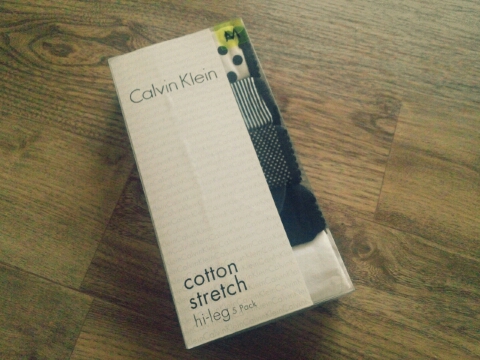 M
Calvin Klein
cotton
stretch
hi-leg 5 Pack